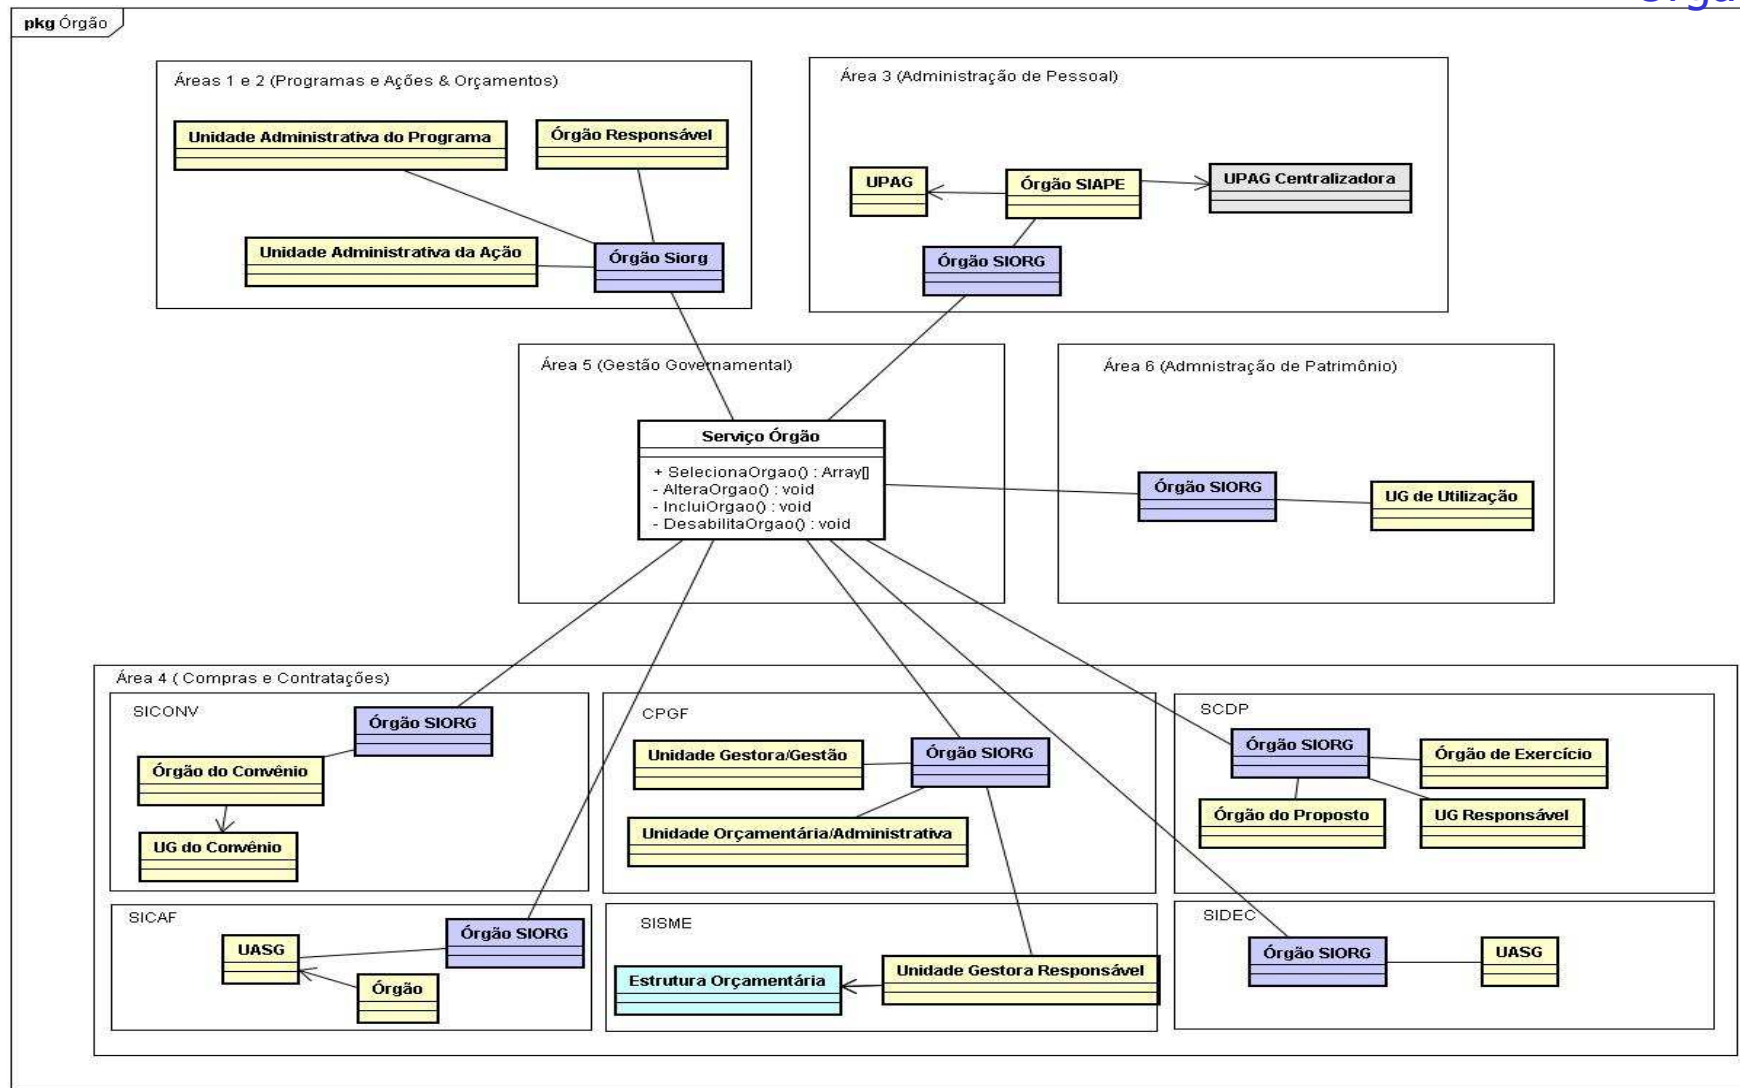 pkg Órgão
Áreas 1 e 2 (Programas e Ações & Orçamentos)
Unidade Administrativa do Programa
Órgão Responsável
Unidade Administrativa da Ação
Órgão Siorg
Área 3 (Administração de Pessoal)
UPAG
Órgão SIAPE
UPAG Centralizadora
Órgão SIORG
Área 5 (Gestão Governamental)
Serviço Órgão
+ SelecionaOrgao() : Array[]
- AlteraOrgao() : void
- IncluiOrgao() : void
- DesabilitaOrgao() : void
Área 6 (Admnistração de Patrimônio)
Órgão SIORG
UG de Utilização
Área 4 ( Compras e Contratações)
SICONV
Órgão SIORG
Órgão do Convênio
UG do Convênio
CPGF
Unidade Gestora/Gestão
Órgão SIORG
Unidade Orçamentária/Administrativa
SCDP
Órgão SIORG
Órgão de Exercício
Órgão do Proposto
UG Responsável
SICAF
Órgão SIORG
UASG
Órgão
SISME
Estrutura Orçamentária
Unidade Gestora Responsável
SIDEC
Órgão SIORG
UASG